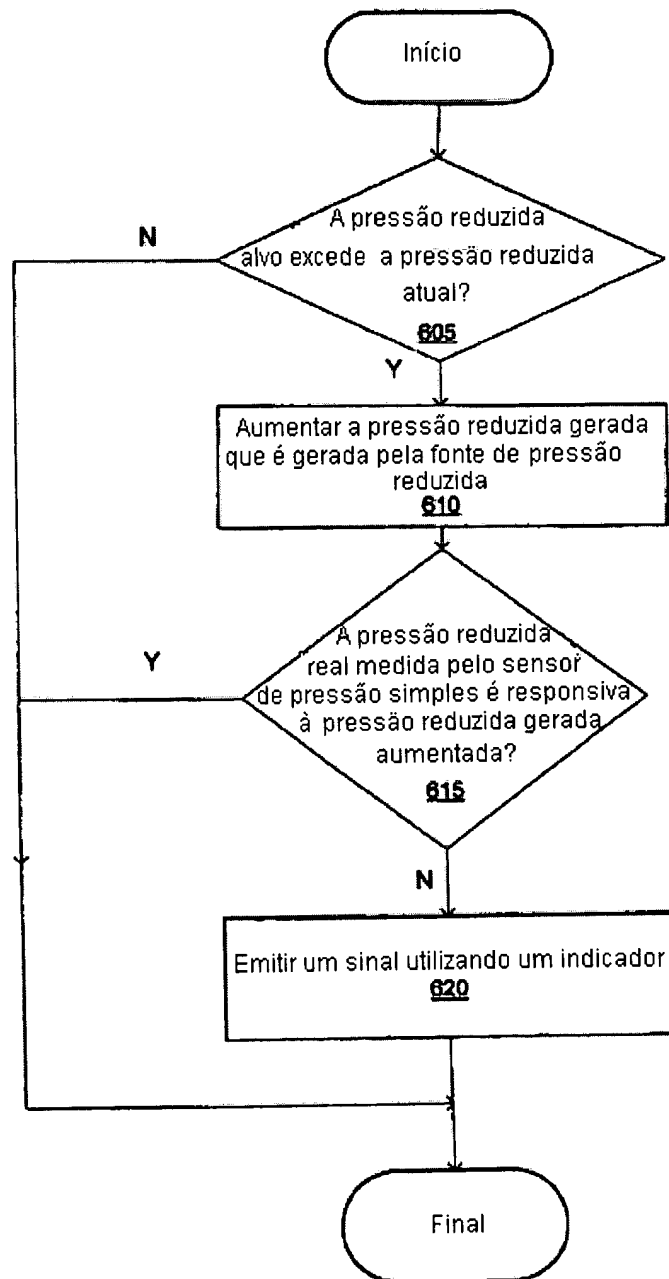 Início
A pressão reduzida
alvo excede a pressão reduzida
atual?
605
N
Y
Aumentar a pressão reduzida gerada
que é gerada pela fonte de pressão
reduzida
610
A pressão reduzida
real medida pelo sensor
de pressão simples é responsiva
à pressão reduzida gerada
aumentada?
615
Y
N
Emitir um sinal utilizando um indicador
620
Final